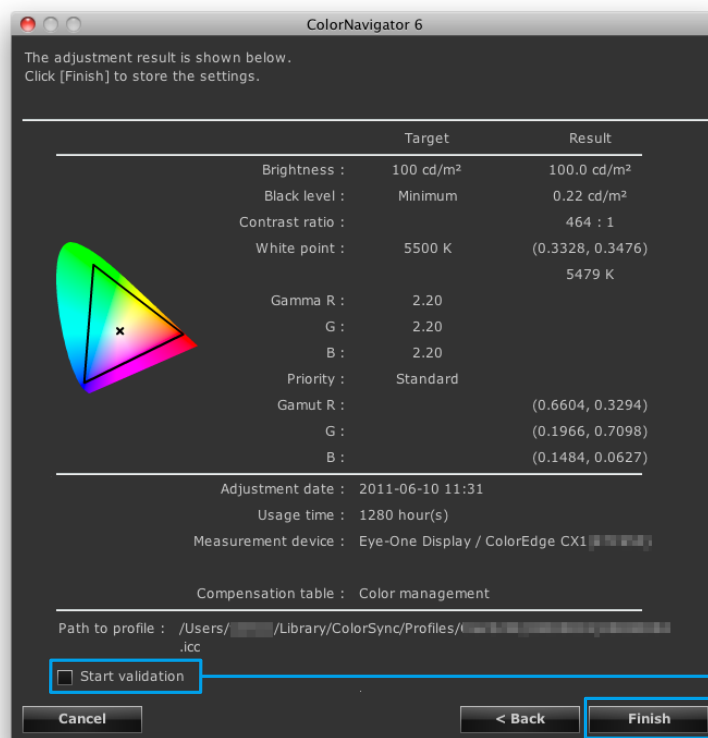 ColorNavigator 6
The adjustment result is shown below.
Click [Finish] to store the settings.
Target Result
Brightness : 100 cd/m² 100.0 cd/m²
Black level : Minimum 0.22 cd/m²
Contrast ratio : 464 : 1
White point : 5500 K (0.3328, 0.3476)
5479 K
Gamma R : 2.20
G : 2.20
B : 2.20
Priority : Standard
Gamut R : (0.6604, 0.3294)
G : (0.1966, 0.7098)
B : (0.1484, 0.0627)
Adjustment date : 2011-06-10 11:31
Usage time : 1280 hour(s)
Measurement device : Eye-One Display / ColorEdge CX1
Compensation table : Color management
Path to profile : /Users/ /Library/ColorSync/Profiles/
.icc
Start validation
Cancel < Back Finish